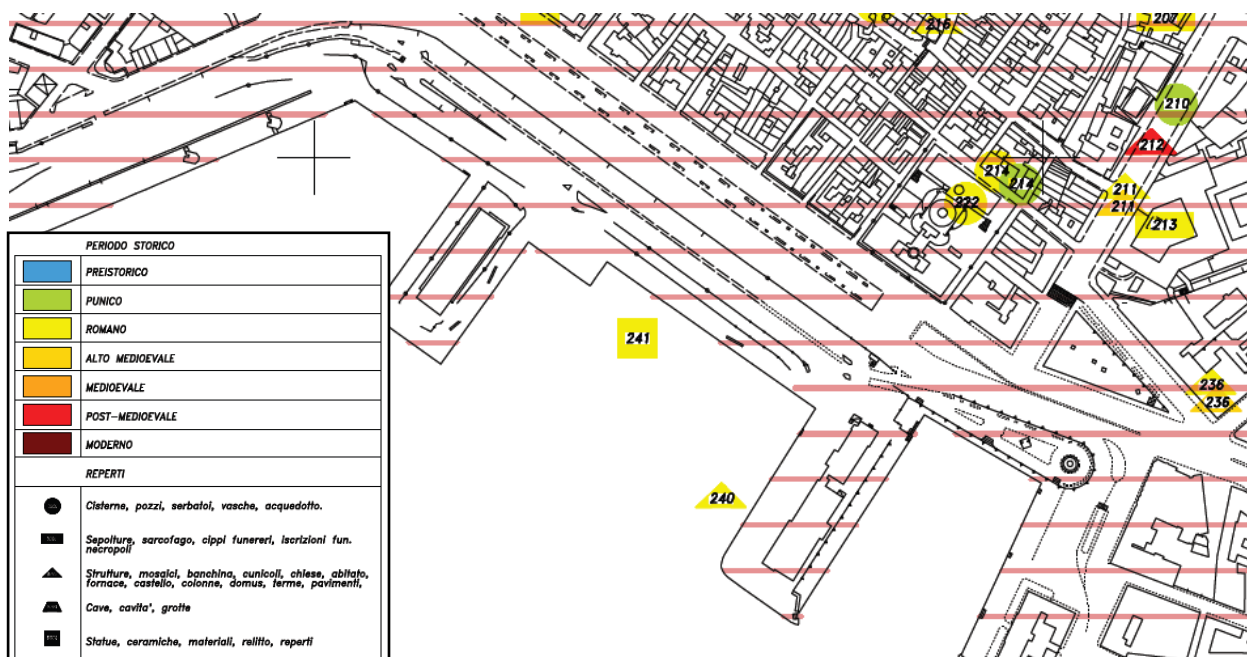 216
207
210
212
214
214
211
222
211
213
PERIODO STORICO
PREISTORICO
PUNICO
ROMANO
ALTO MEDIOEVALE
MEDIOEVALE
POST-MEDIOEVALE
MODERNO
REPERTI
Cisterne, pozzi, serbatoi, vasche, acquedotto.
Sepolture, sarcofago, cippi funereri, iscrizioni fun.
necropoli
Strutture, mosaici, banchina, cunicoli, chiese, abitato,
fornace, castello, colonne, domus, terme, pavimenti,
Cave, cavita', grotte
Statue, ceramiche, materiali, relitto, reperti
241
236
236
240